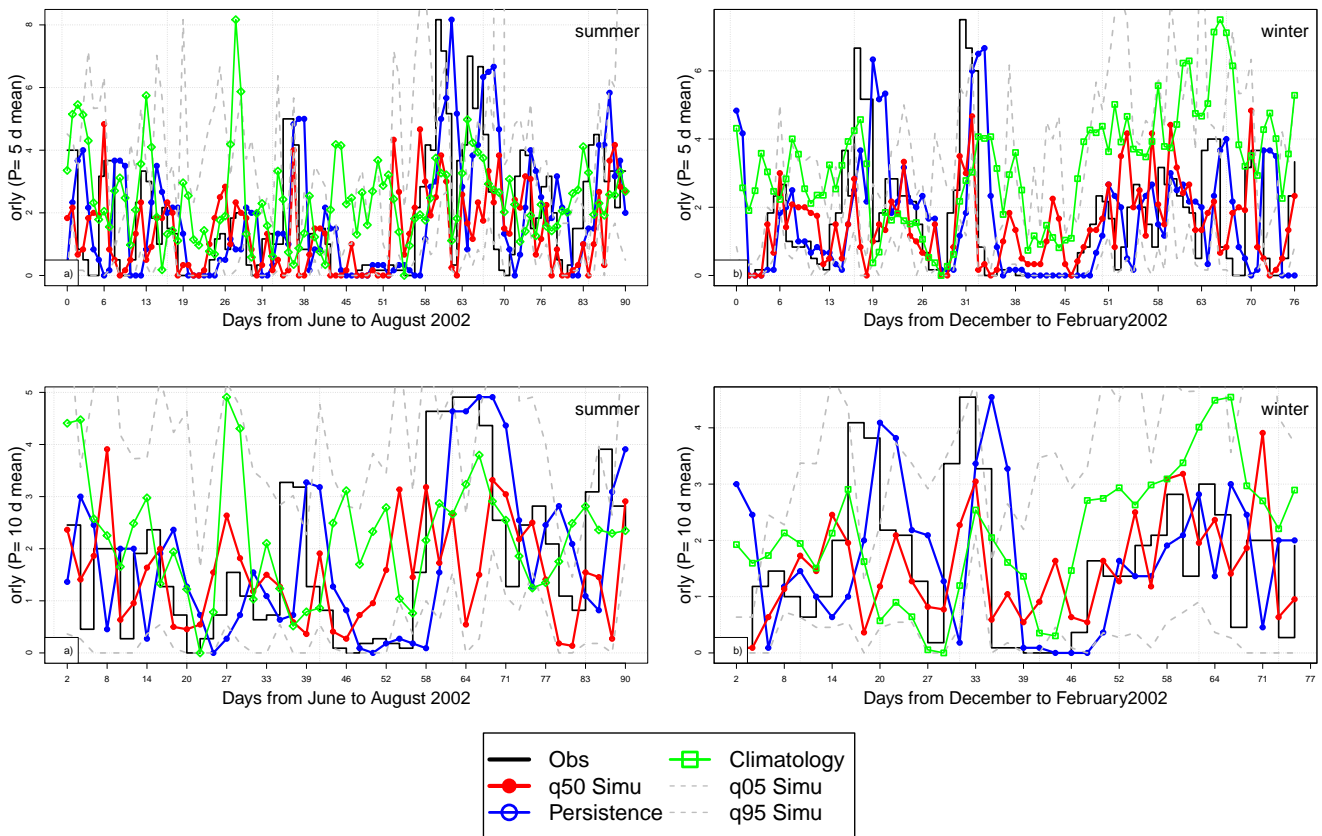 summer
orly (P= 5 d mean)
0 2 4 6 8
a)
0 6 13 19 26 31 38 45 51 58 63 70 76 83 90
Days from June to August 2002
winter
orly (P= 5 d mean)
0 2 4 6
b)
0 6 13 19 26 31 38 45 51 58 63 70 76
Days from December to February2002
summer
orly (P= 10 d mean)
0 1 2 3 4 5
a)
2 8 14 20 27 33 39 46 52 58 64 71 77 84 90
Days from June to August 2002
winter
orly (P= 10 d mean)
0 1 2 3 4
b)
2 8 14 20 27 33 39 46 52 58 64 71 77
Days from December to February2002
Obs
q50 Simu
Persistence
Climatology
q05 Simu
q95 Simu